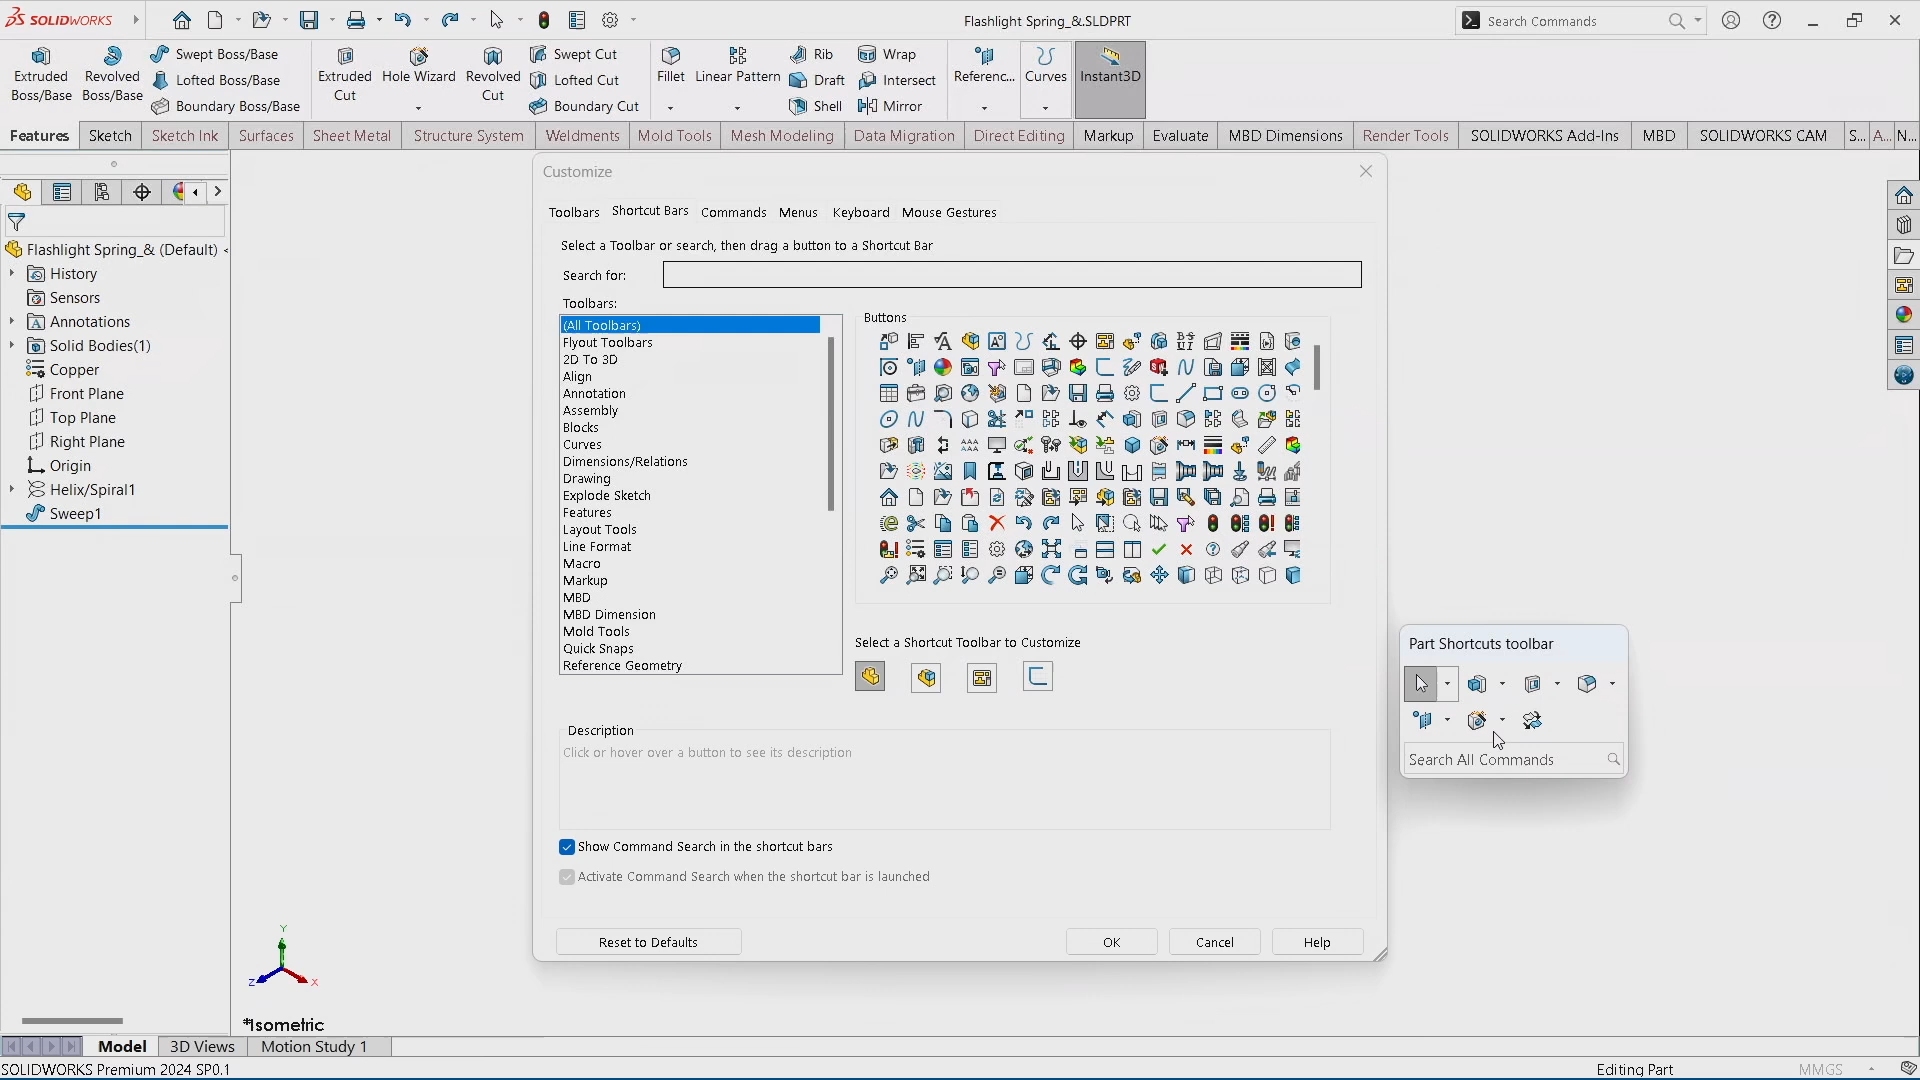 SOLIDWORKS
Flashlight Spring_&.SLDPRT
Search Commands
Extruded Boss/Base
Revolved Boss/Base
Swept Boss/Base
Lofted Boss/Base
Boundary Boss/Base
Extruded Cut
Hole Wizard
Revolved Cut
Swept Cut
Lofted Cut
Boundary Cut
Fillet
Linear Pattern
Rib
Draft
Shell
Wrap
Intersect
Mirror
Referenc...
Curves
Instant3D
Features
Sketch
Sketch Ink
Surfaces
Sheet Metal
Structure System
Weldments
Mold Tools
Mesh Modeling
Data Migration
Direct Editing
Markup
Evaluate
MBD Dimensions
Render Tools
SOLIDWORKS Add-Ins
MBD
SOLIDWORKS CAM
S...
A...
N...
Flashlight Spring_& (Default)
History
Sensors
Annotations
Solid Bodies(1)
Copper
Front Plane
Top Plane
Right Plane
Origin
Helix/Spiral1
Sweep1
Customize
Toolbars
Shortcut Bars
Commands
Menus
Keyboard
Mouse Gestures
Select a Toolbar or search, then drag a button to a Shortcut Bar
Search for:
Toolbars:
(All Toolbars)
Flyout Toolbars
2D To 3D
Align
Annotation
Assembly
Blocks
Curves
Dimensions/Relations
Drawing
Explode Sketch
Features
Layout Tools
Line Format
Macro
Markup
MBD
MBD Dimension
Mold Tools
Quick Snaps
Reference Geometry
Buttons
Select a Shortcut Toolbar to Customize
Description
Click or hover over a button to see its description
Show Command Search in the shortcut bars
Activate Command Search when the shortcut bar is launched
Reset to Defaults
OK
Cancel
Help
Part Shortcuts toolbar
Search All Commands
Y
Z
X
*Isometric
Model
3D Views
Motion Study 1
SOLIDWORKS Premium 2024 SP0.1
Editing Part
MMGS